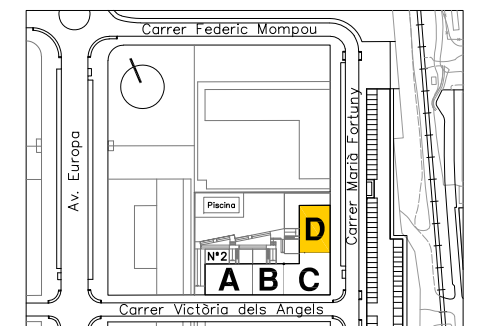 Carrer Federic Mompou
Av. Europa
Carrer Marià Fortuny
Piscina
D
Nº2
A B C
Carrer Victòria dels Angels